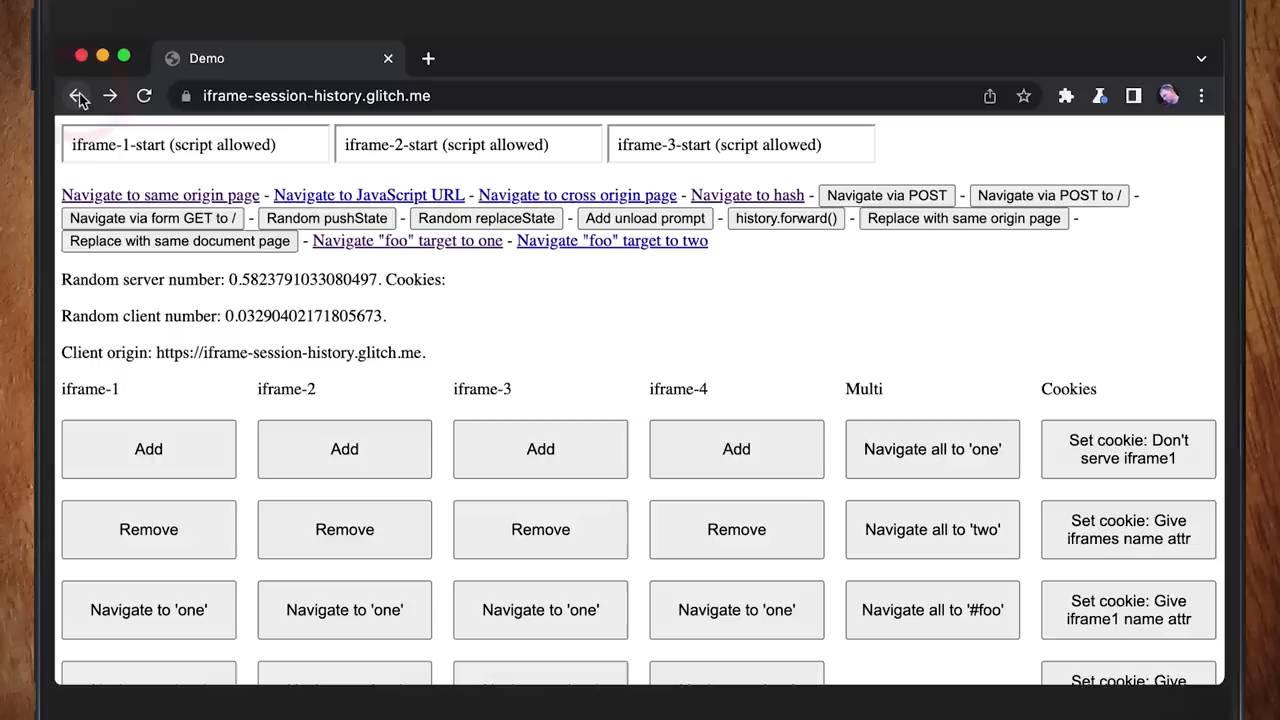 Demo
iframe-session-history.glitch.me
iframe-1-start (script allowed) iframe-2-start (script allowed) iframe-3-start (script allowed)
Navigate to same origin page - Navigate to JavaScript URL - Navigate to cross origin page - Navigate to hash - Navigate via POST - Navigate via POST to / -
Navigate via form GET to / - Random pushState - Random replaceState - Add unload prompt - history.forward() - Replace with same origin page -
Replace with same document page - Navigate "foo" target to one - Navigate "foo" target to two
Random server number: 0.5823791033080497. Cookies:
Random client number: 0.03290402171805673.
Client origin: https://iframe-session-history.glitch.me.
iframe-1 iframe-2 iframe-3 iframe-4 Multi Cookies
Add Add Add Add Navigate all to 'one' Set cookie: Don't
serve iframe1
Remove Remove Remove Remove Navigate all to 'two' Set cookie: Give
iframes name attr
Navigate to 'one' Navigate to 'one' Navigate to 'one' Navigate to 'one' Navigate all to '#foo' Set cookie: Give
iframe1 name attr
Set cookie: Give